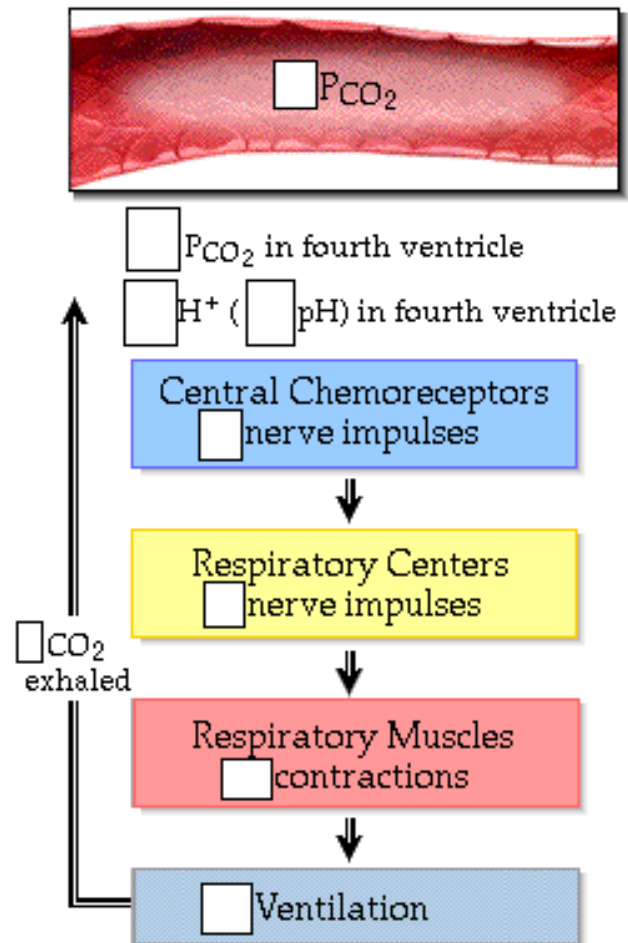 PCO₂
PCO₂ in fourth ventricle
H⁺ ( pH) in fourth ventricle
Central Chemoreceptors
nerve impulses
Respiratory Centers
nerve impulses
CO₂
exhaled
Respiratory Muscles
contractions
Ventilation